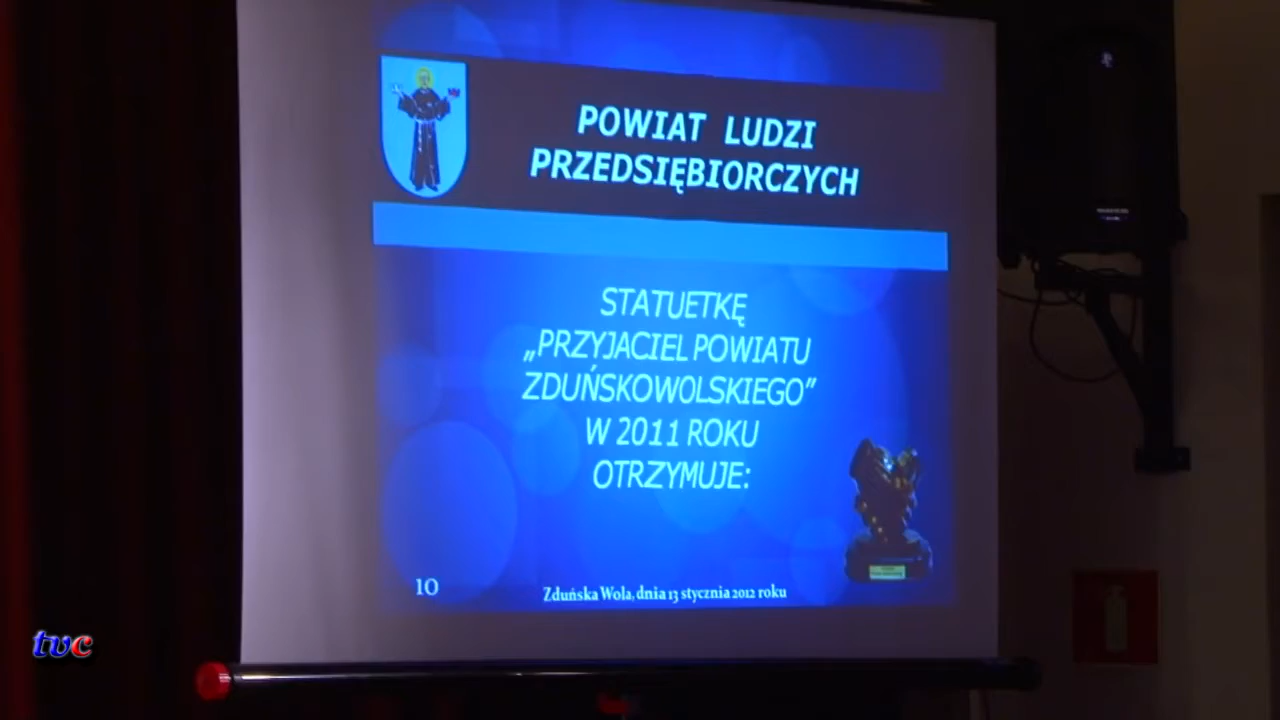 POWIAT LUDZI
PRZEDSIĘBIORCZYCH
STATUETKĘ
„PRZYJACIEL POWIATU
ZDUŃSKOWOLSKIEGO”
W 2011 ROKU
OTRZYMUJE:
10
Zduńska Wola, dnia 13 stycznia 2012 roku
tvc